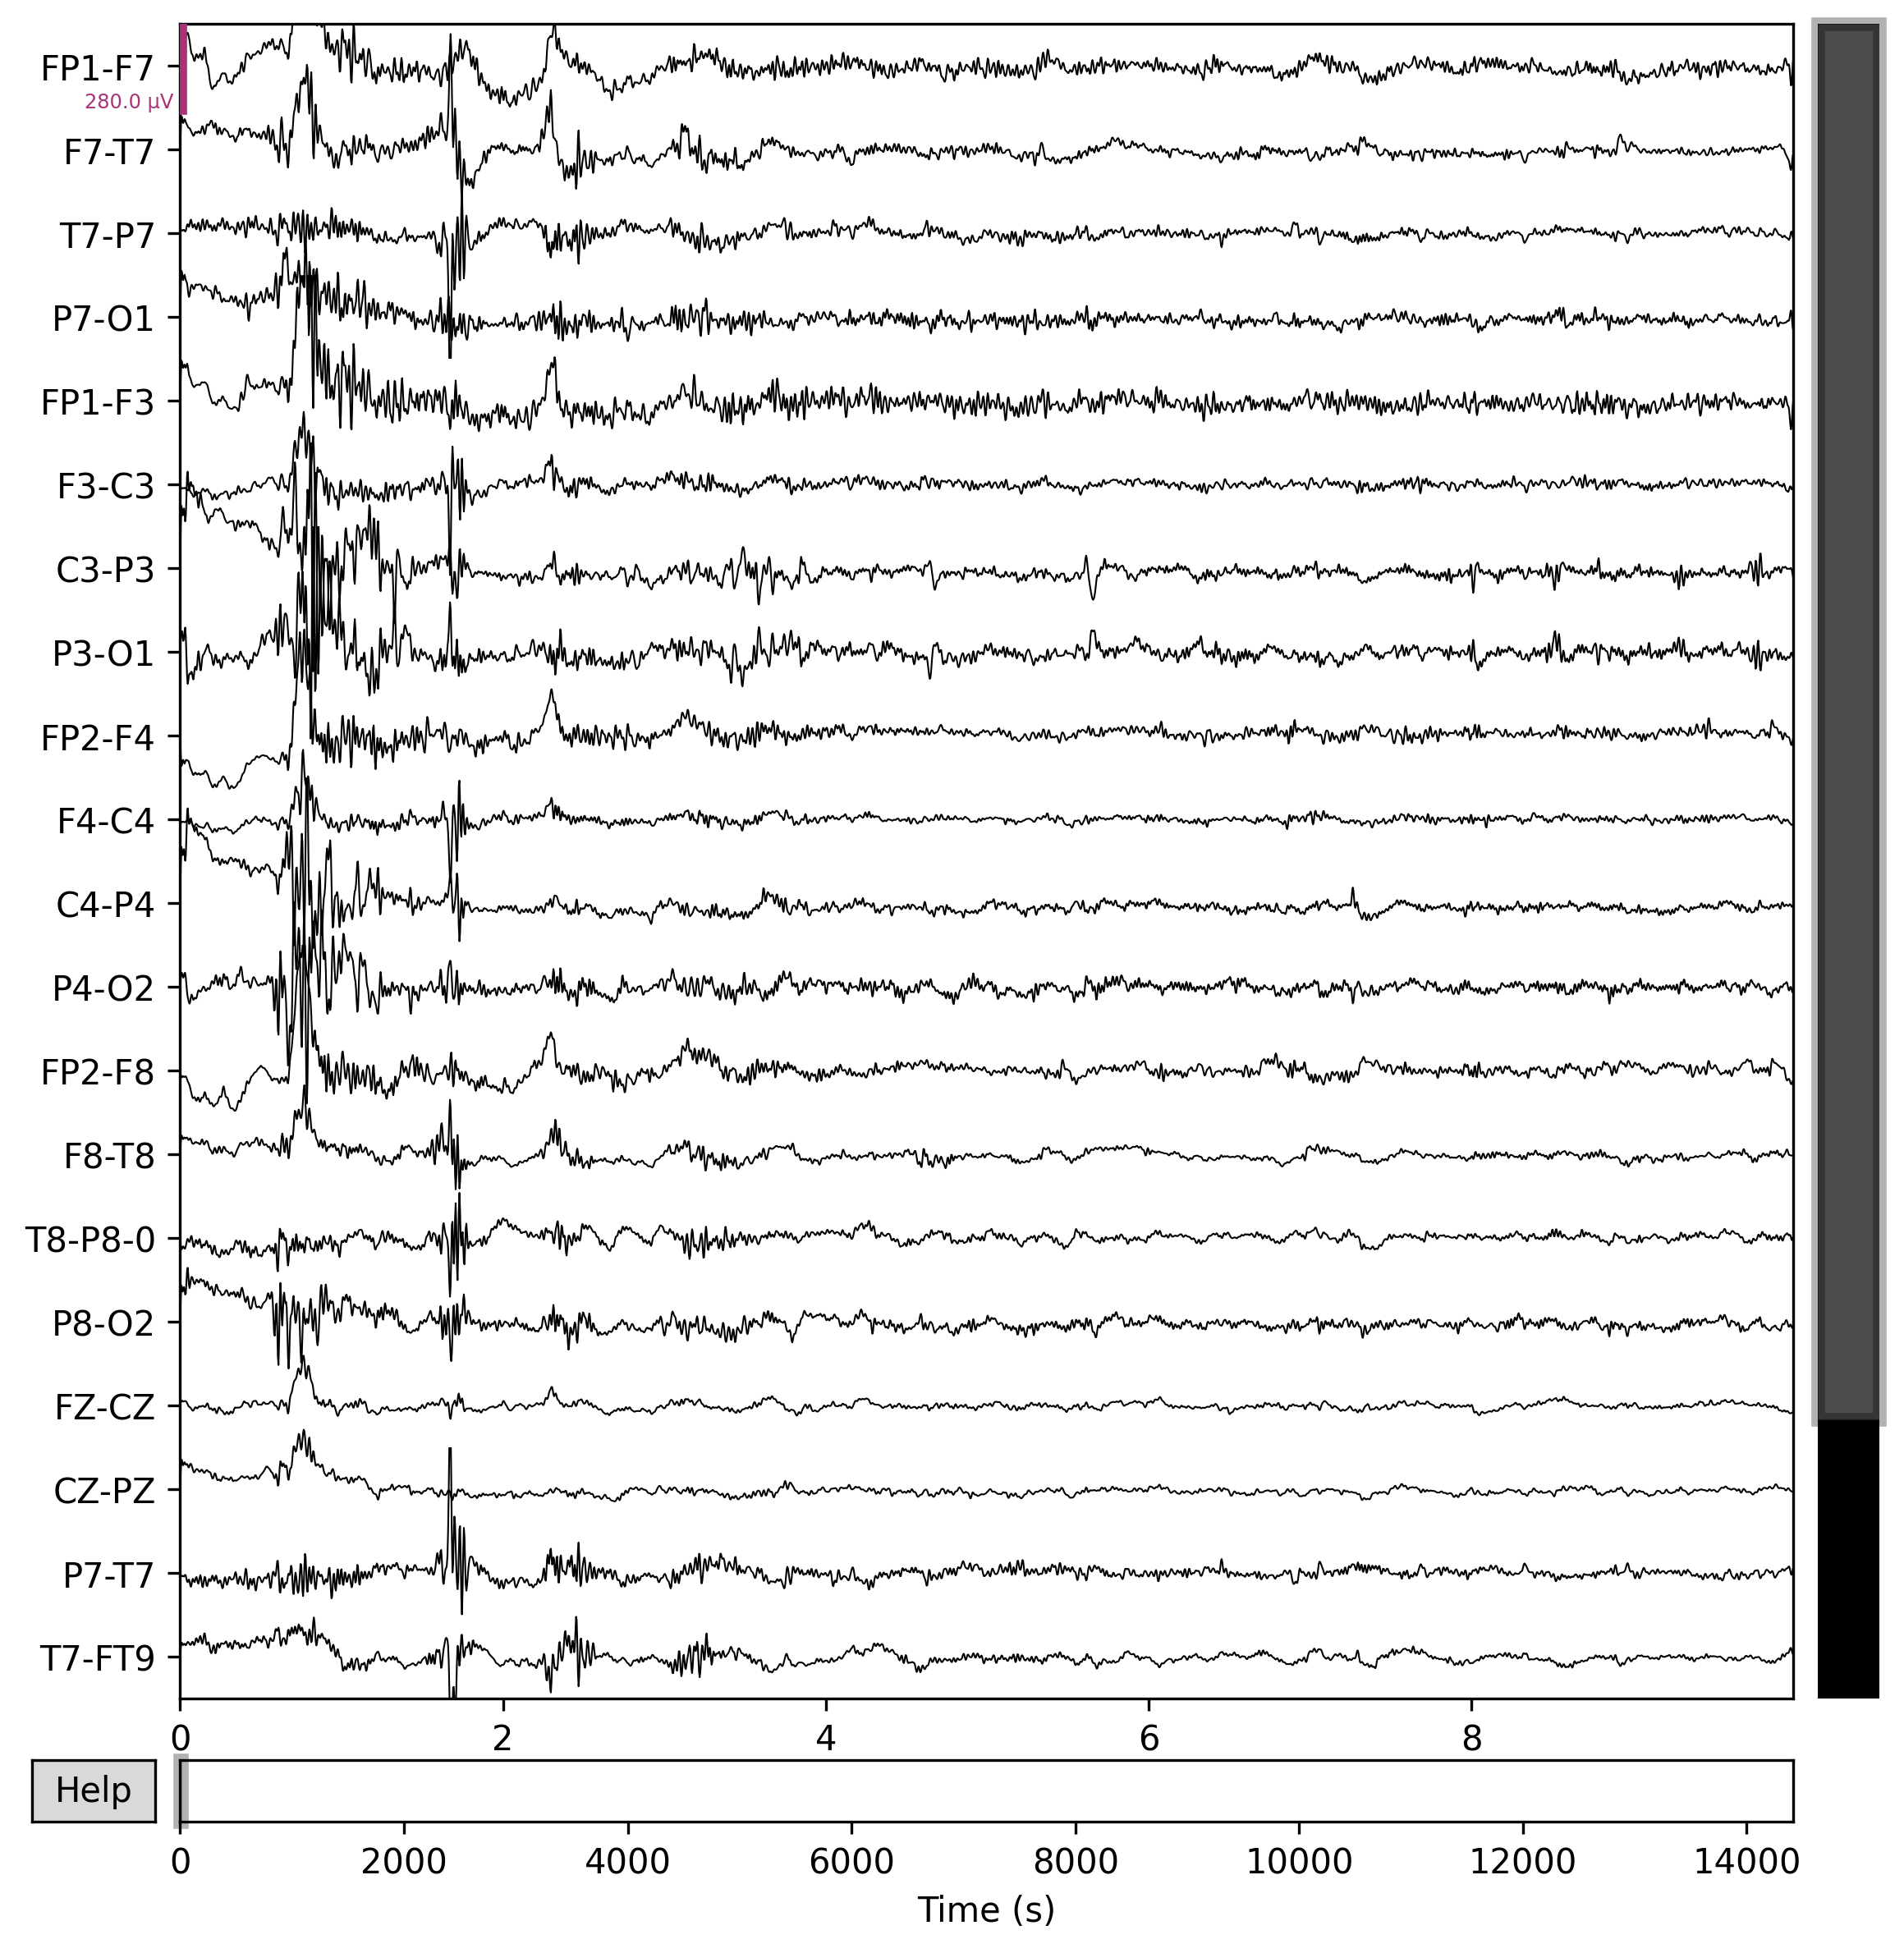 FP1-F7
280.0 µV
F7-T7
T7-P7
P7-O1
FP1-F3
F3-C3
C3-P3
P3-O1
FP2-F4
F4-C4
C4-P4
P4-O2
FP2-F8
F8-T8
T8-P8-0
P8-O2
FZ-CZ
CZ-PZ
P7-T7
T7-FT9
0 2 4 6 8
Help
0 2000 4000 6000 8000 10000 12000 14000
Time (s)